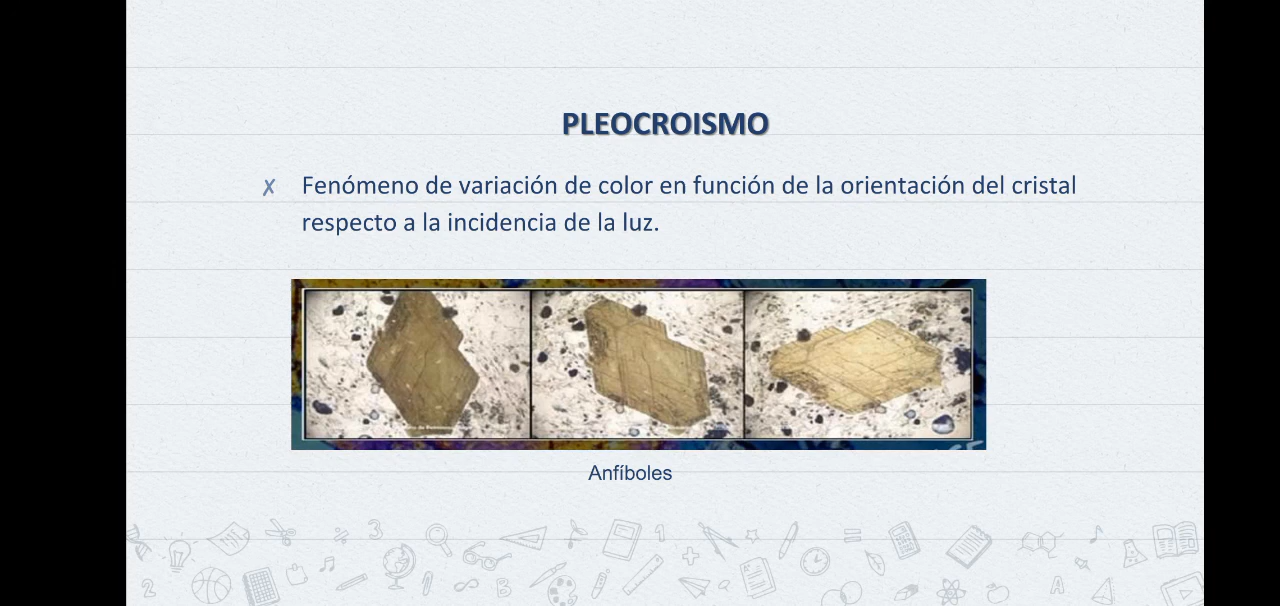 PLEOCROISMO
✗ Fenómeno de variación de color en función de la orientación del cristal
respecto a la incidencia de la luz.
Anfíboles